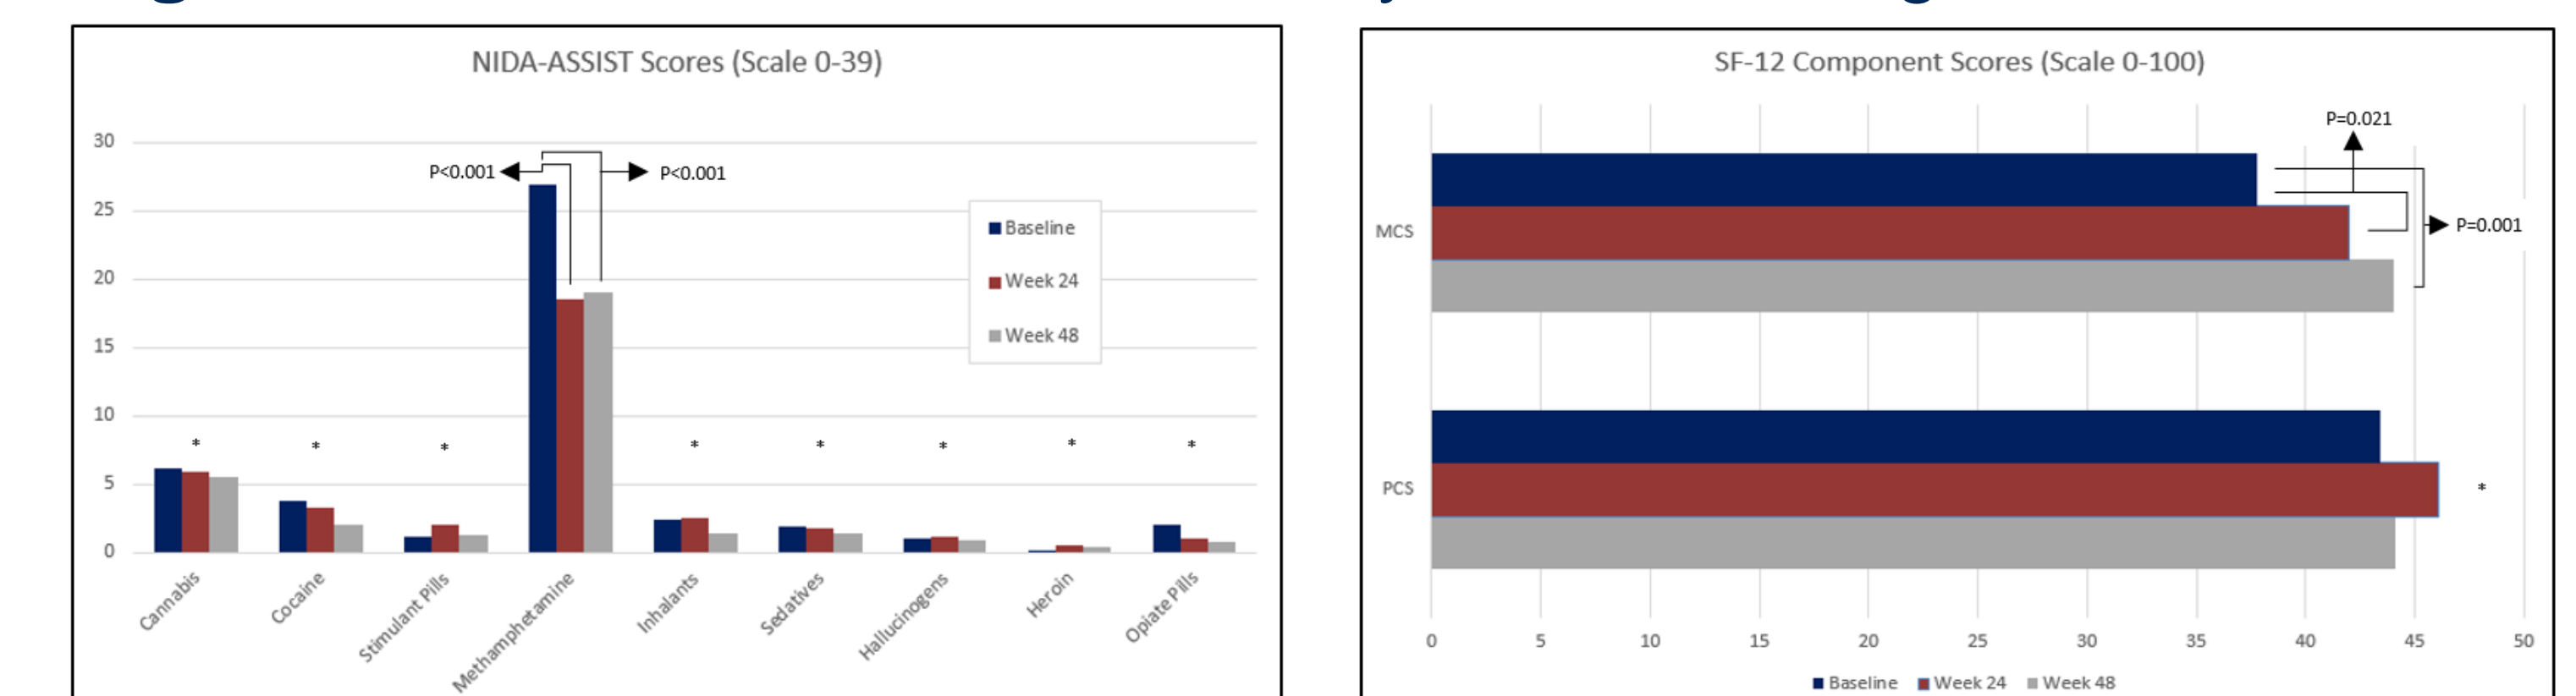 NIDA-ASSIST Scores (Scale 0-39)
30
25
20
15
10
5
0
P<0.001
P<0.001
Baseline
Week 24
Week 48
* * * * * * * *
Cannabis
Cocaine
Stimulant Pills
Methamphetamine
Inhalants
Sedatives
Hallucinogens
Heroin
Opiate Pills
SF-12 Component Scores (Scale 0-100)
P=0.021
MCS
P=0.001
PCS
*
0 5 10 15 20 25 30 35 40 45 50
Baseline Week 24 Week 48